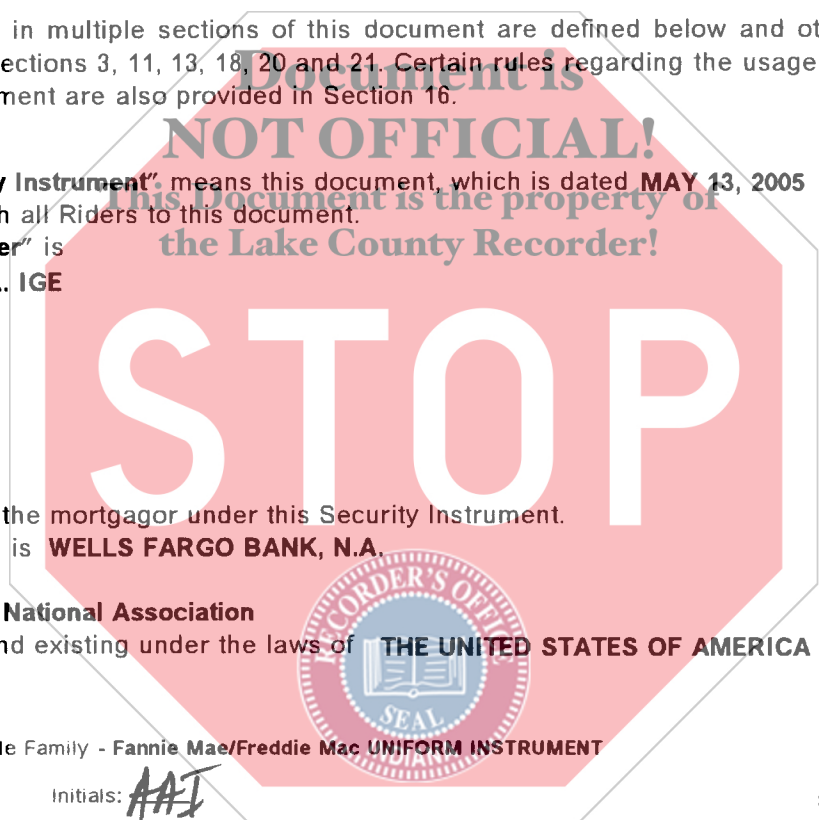 in multiple sections of this document are defined below and ot
ections 3, 11, 13, 18, 20 and 21. Certain rules regarding the usage
ment are also provided in Section 16.
Document is
NOT OFFICIAL!
This Document is the property of
the Lake County Recorder!
y Instrument” means this document, which is dated MAY 13, 2005
h all Riders to this document.
er” is
. IGE
STOP
the mortgagor under this Security Instrument.
is WELLS FARGO BANK, N.A.
National Association
nd existing under the laws of THE UNITED STATES OF AMERICA
RECORDER'S OFFICE
SEAL
INDIANA
le Family - Fannie Mae/Freddie Mac UNIFORM INSTRUMENT
Initials: AAI